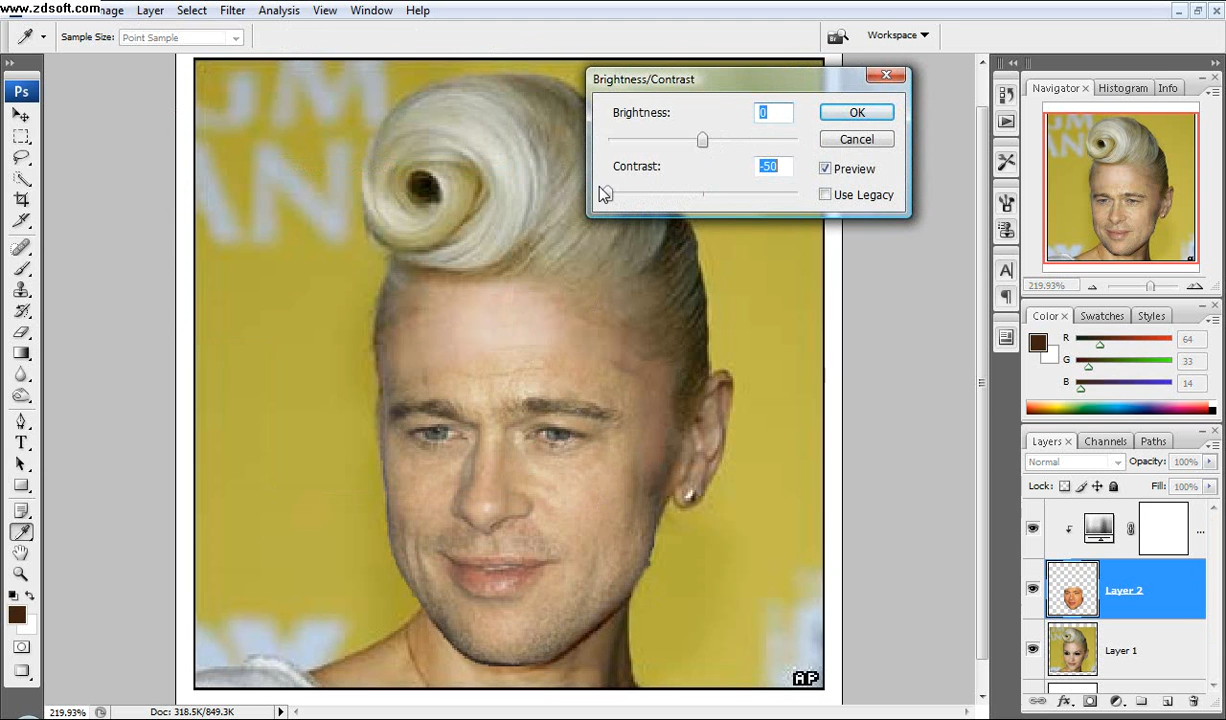 www.zdsoft.com
mage Layer Select Filter Analysis View Window Help
Sample Size: Point Sample
Workspace
Ps
Brightness/Contrast
Brightness: 0
OK
Cancel
Contrast: -50
Preview
Use Legacy
Navigator Histogram Info
219.93%
Color Swatches Styles
R 64
G 33
B 14
Layers Channels Paths
Normal Opacity: 100%
Lock: Fill: 100%
Layer 2
Layer 1
AP
219.93% Doc: 318.5K/849.3K